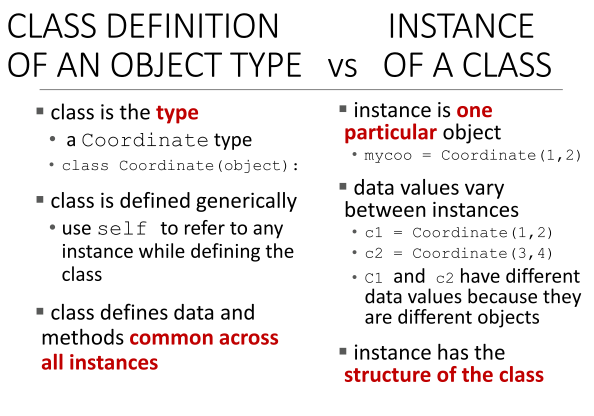 CLASS DEFINITION
OF AN OBJECT TYPE vs
INSTANCE
OF A CLASS
▪ class is the type
• a Coordinate type
• class Coordinate(object):
▪ class is defined generically
• use self to refer to any
instance while defining the
class
▪ class defines data and
methods common across
all instances
▪ instance is one
particular object
• mycoo = Coordinate(1,2)
▪ data values vary
between instances
• c1 = Coordinate(1,2)
• c2 = Coordinate(3,4)
• C1 and c2 have different
data values because they
are different objects
▪ instance has the
structure of the class